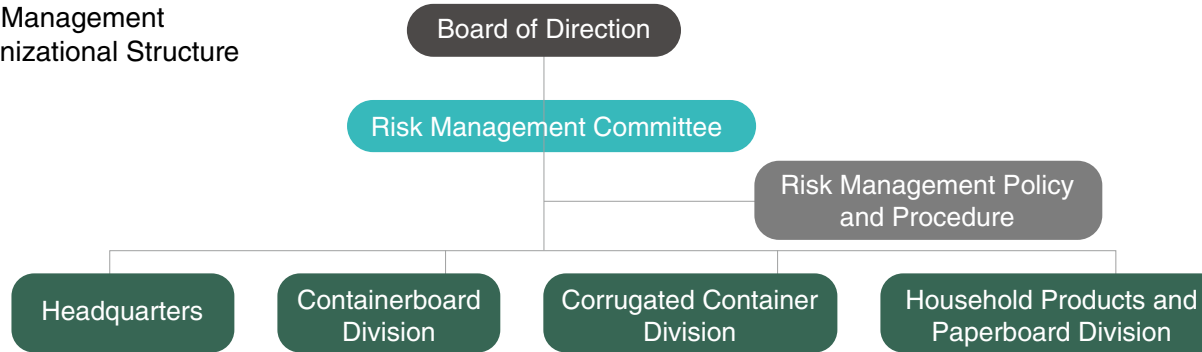 Management
nizational Structure
Board of Direction
Risk Management Committee
Risk Management Policy
and Procedure
Headquarters
Containerboard
Division
Corrugated Container
Division
Household Products and
Paperboard Division